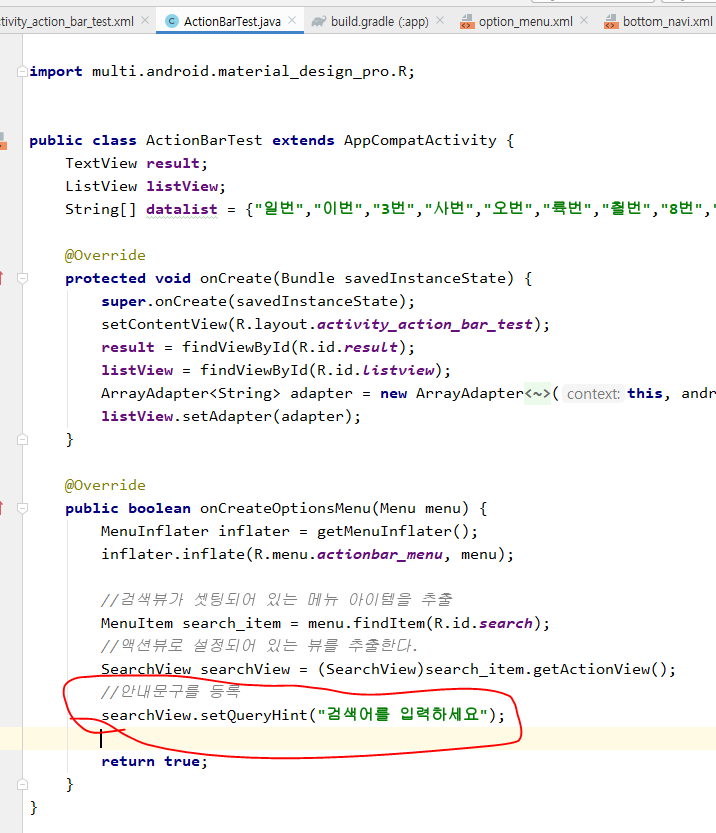 tivity_action_bar_test.xml ActionBarTest.java build.gradle (:app) option_menu.xml bottom_navi.xml
import multi.android.material_design_pro.R;
public class ActionBarTest extends AppCompatActivity {
TextView result;
ListView listView;
String[] datalist = {"일번","이번","3번","사번","오번","륙번","칠번","8번",
@Override
protected void onCreate(Bundle savedInstanceState) {
super.onCreate(savedInstanceState);
setContentView(R.layout.activity_action_bar_test);
result = findViewById(R.id.result);
listView = findViewById(R.id.listview);
ArrayAdapter<String> adapter = new ArrayAdapter<~>( context: this, andr
listView.setAdapter(adapter);
}
@Override
public boolean onCreateOptionsMenu(Menu menu) {
MenuInflater inflater = getMenuInflater();
inflater.inflate(R.menu.actionbar_menu, menu);
//검색뷰가 셋팅되어 있는 메뉴 아이템을 추출
MenuItem search_item = menu.findItem(R.id.search);
//액션뷰로 설정되어 있는 뷰를 추출한다.
SearchView searchView = (SearchView)search_item.getActionView();
//안내문구를 등록
searchView.setQueryHint("검색어를 입력하세요");
return true;
}
}